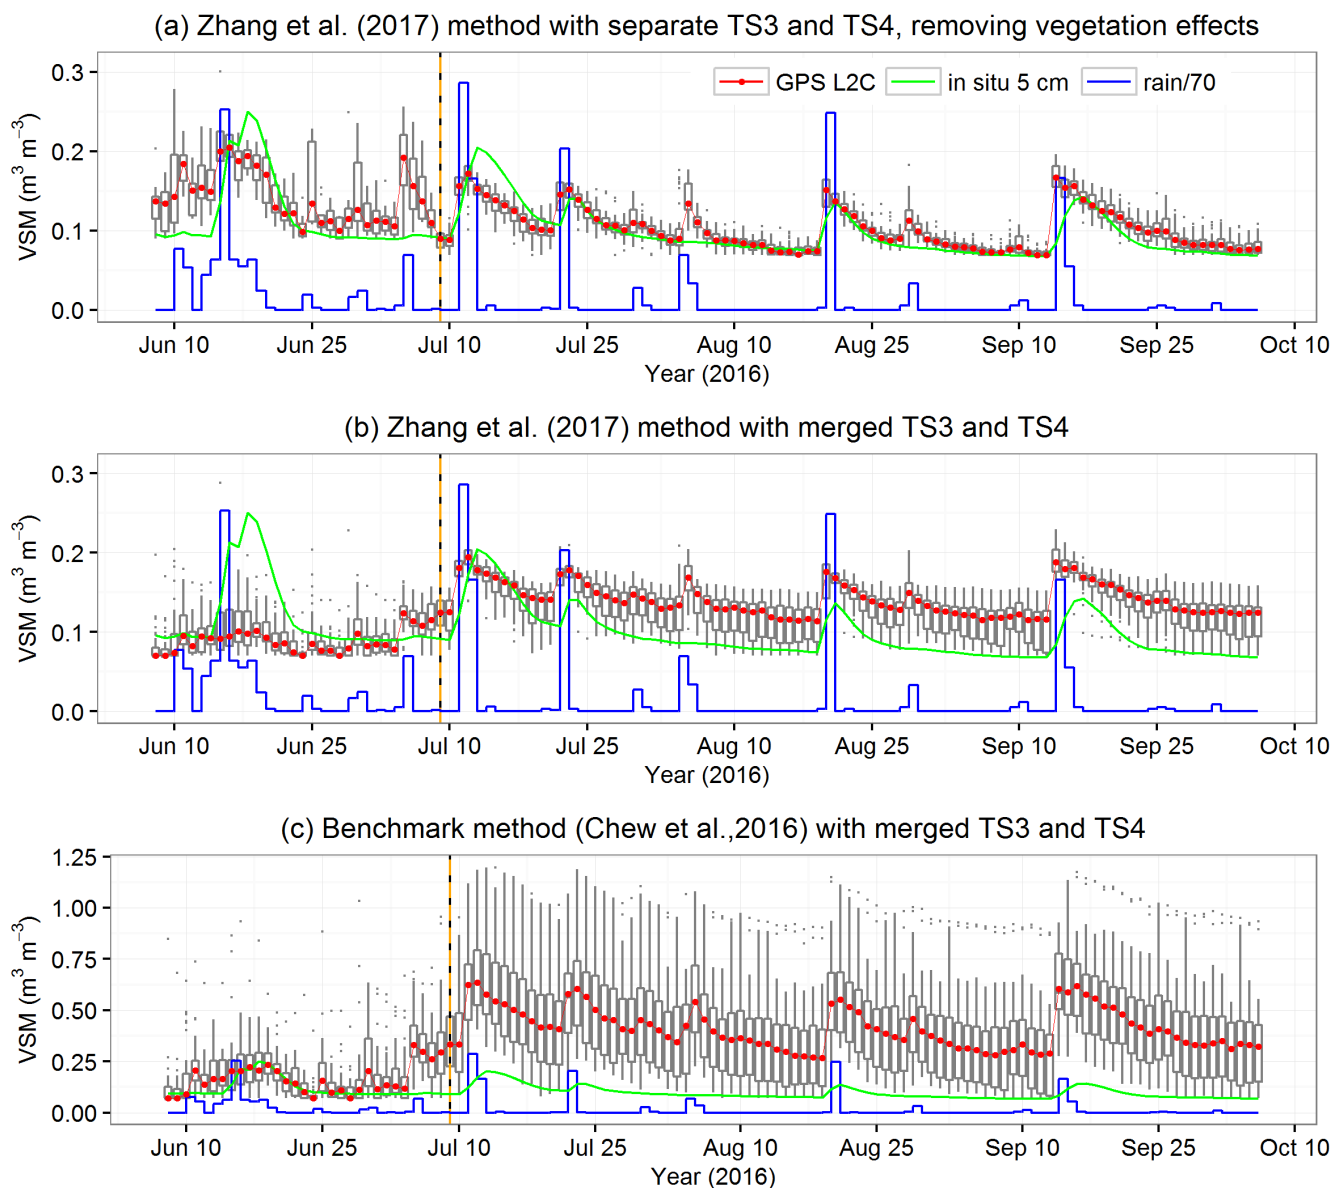 (a) Zhang et al. (2017) method with separate TS3 and TS4, removing vegetation effects
GPS L2C in situ 5 cm rain/70
VSM (m³ m⁻³)
0.3
0.2
0.1
0.0
Jun 10 Jun 25 Jul 10 Jul 25 Aug 10 Aug 25 Sep 10 Sep 25 Oct 10
Year (2016)
(b) Zhang et al. (2017) method with merged TS3 and TS4
VSM (m³ m⁻³)
0.3
0.2
0.1
0.0
Jun 10 Jun 25 Jul 10 Jul 25 Aug 10 Aug 25 Sep 10 Sep 25 Oct 10
Year (2016)
(c) Benchmark method (Chew et al.,2016) with merged TS3 and TS4
VSM (m³ m⁻³)
1.25
1.00
0.75
0.50
0.25
0.00
Jun 10 Jun 25 Jul 10 Jul 25 Aug 10 Aug 25 Sep 10 Sep 25 Oct 10
Year (2016)